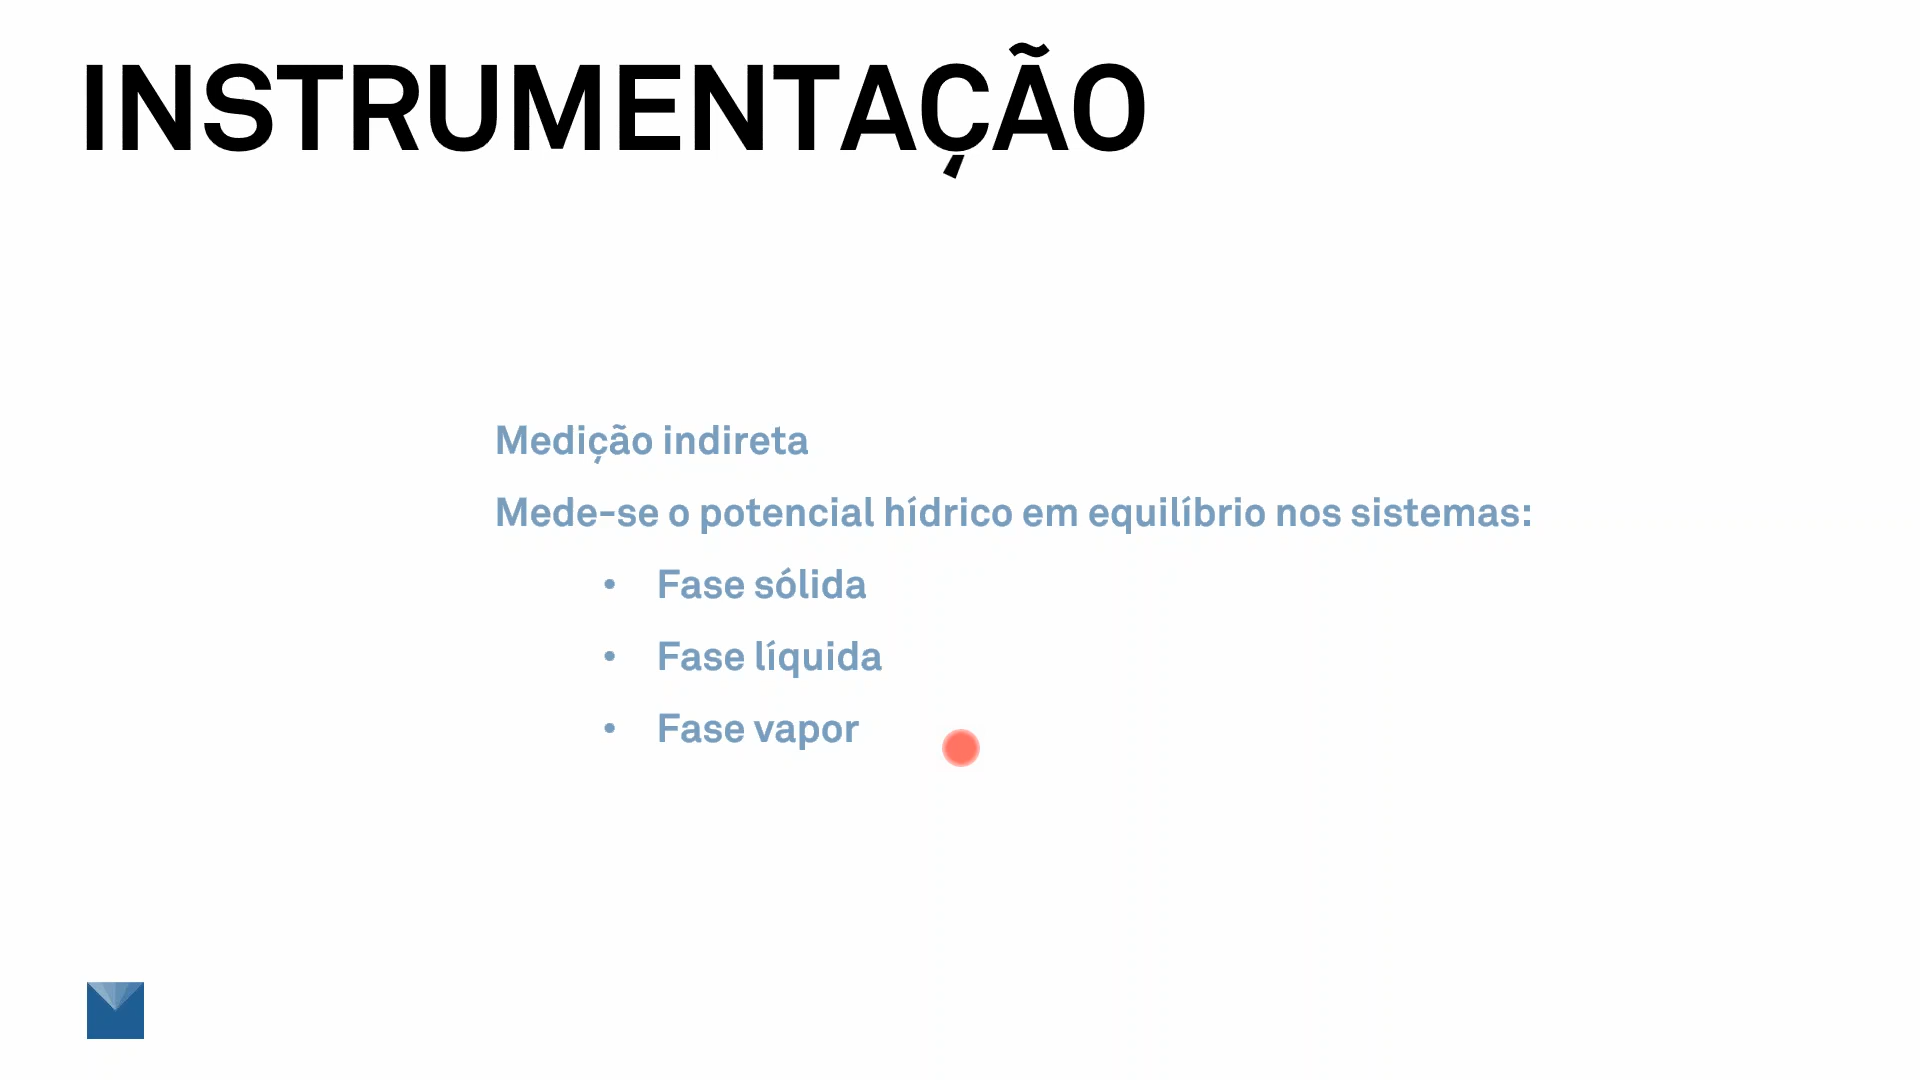 INSTRUMENTAÇÃO
Medição indireta
Mede-se o potencial hídrico em equilíbrio nos sistemas:
• Fase sólida
• Fase líquida
• Fase vapor